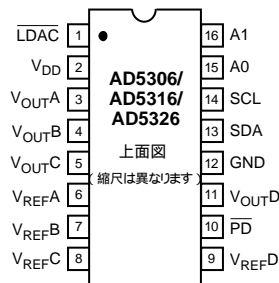 LDAC 1
VDD 2
VOUTA 3
VOUTB 4
VOUTC 5
VREFA 6
VREFB 7
VREFC 8
AD5306/
AD5316/
AD5326
上面図
(縮尺は異なります)
16 A1
15 A0
14 SCL
13 SDA
12 GND
11 VOUTD
10 PD
9 VREFD